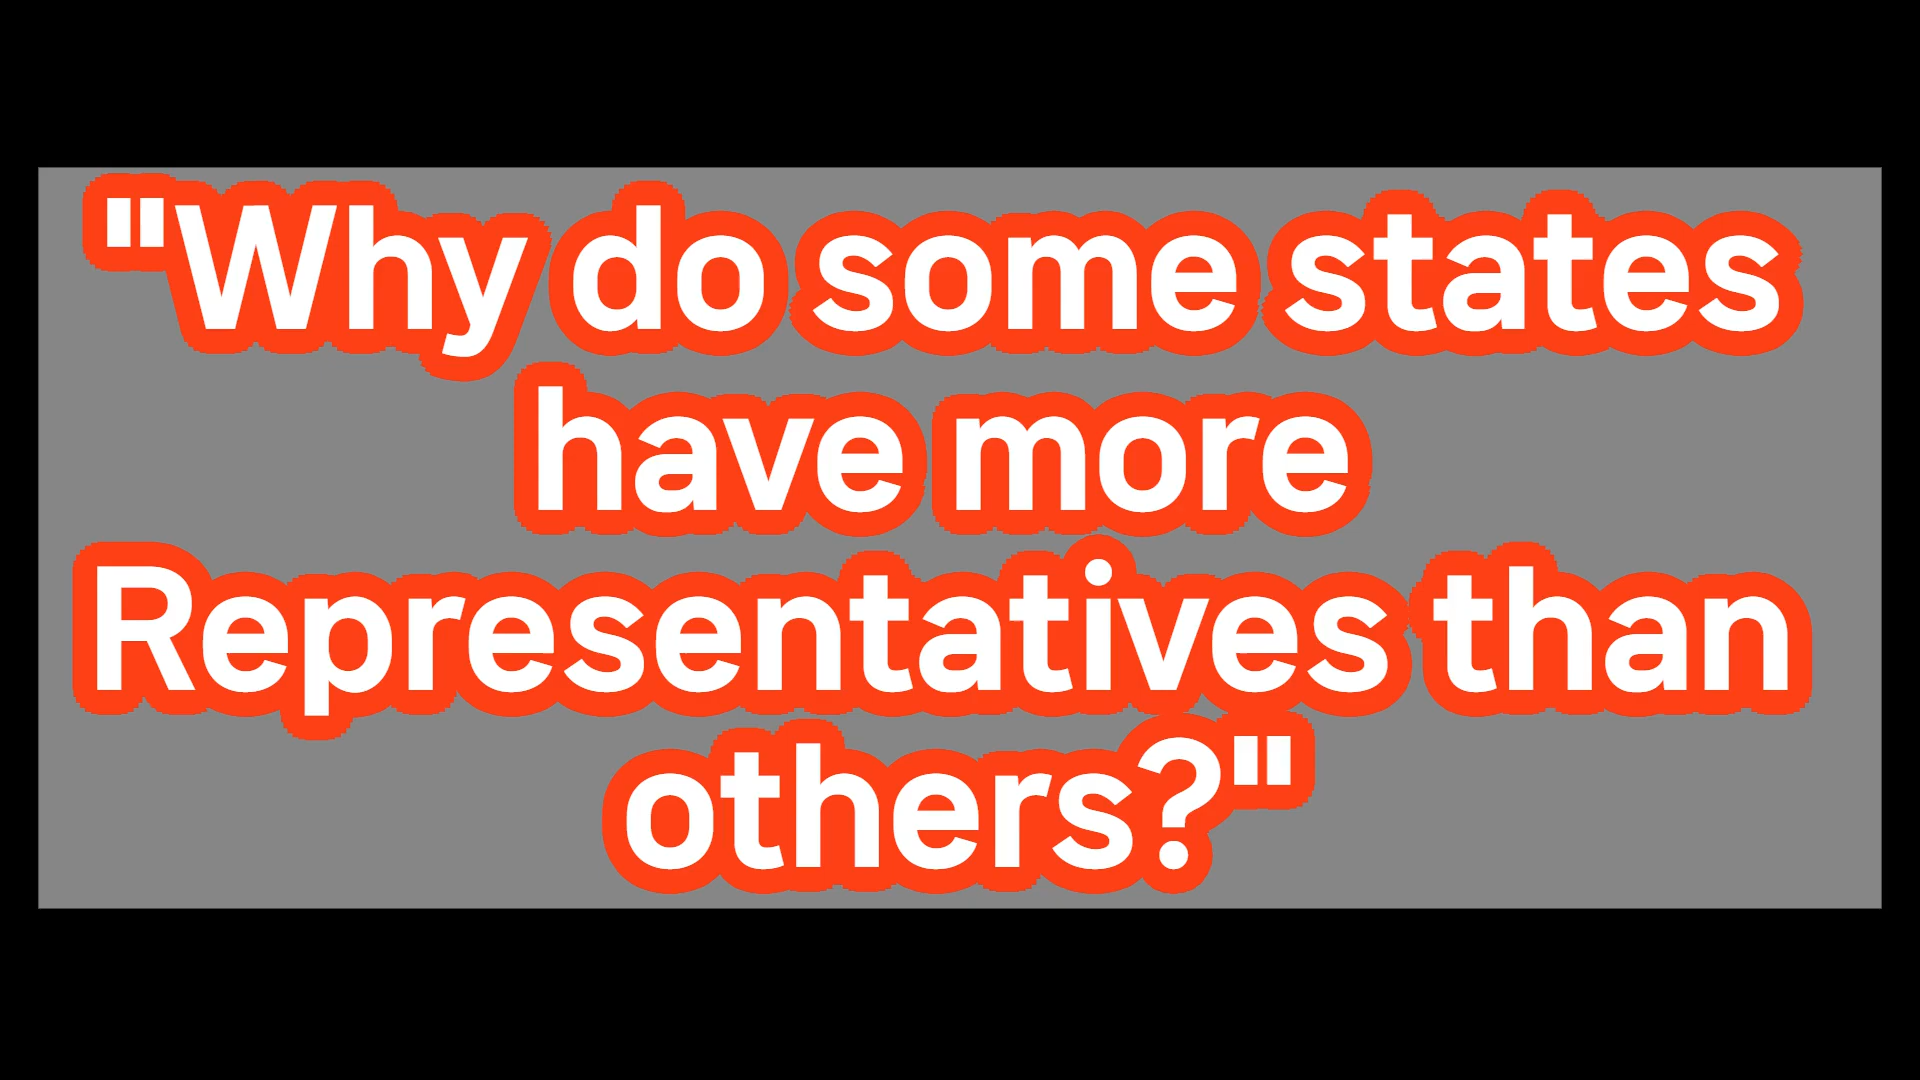 "Why do some states
have more
Representatives than
others?"